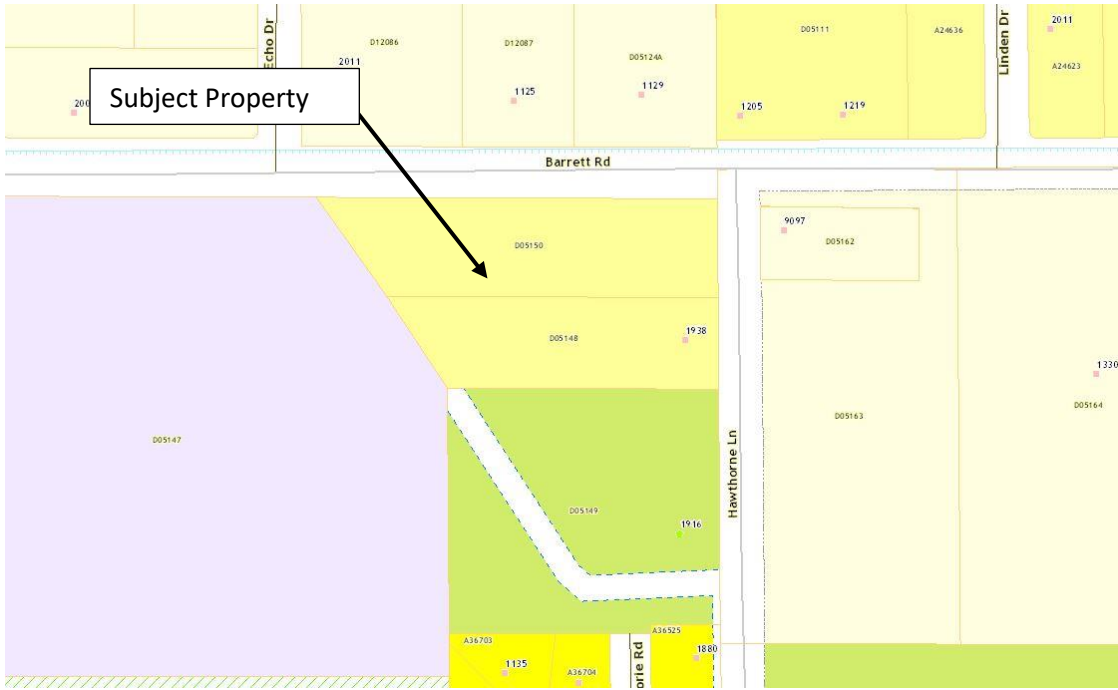 Echo Dr
D12086
D12087
D05124A
D05111
A24636
Linden Dr
2011
A24623
2011
1125
1129
1205
1219
Subject Property
Barrett Rd
D05150
9097
D05162
D05148
1938
1330
D05147
D05163
D05164
Hawthorne Ln
D05149
1916
A36703
1135
A36704
A36525
1880